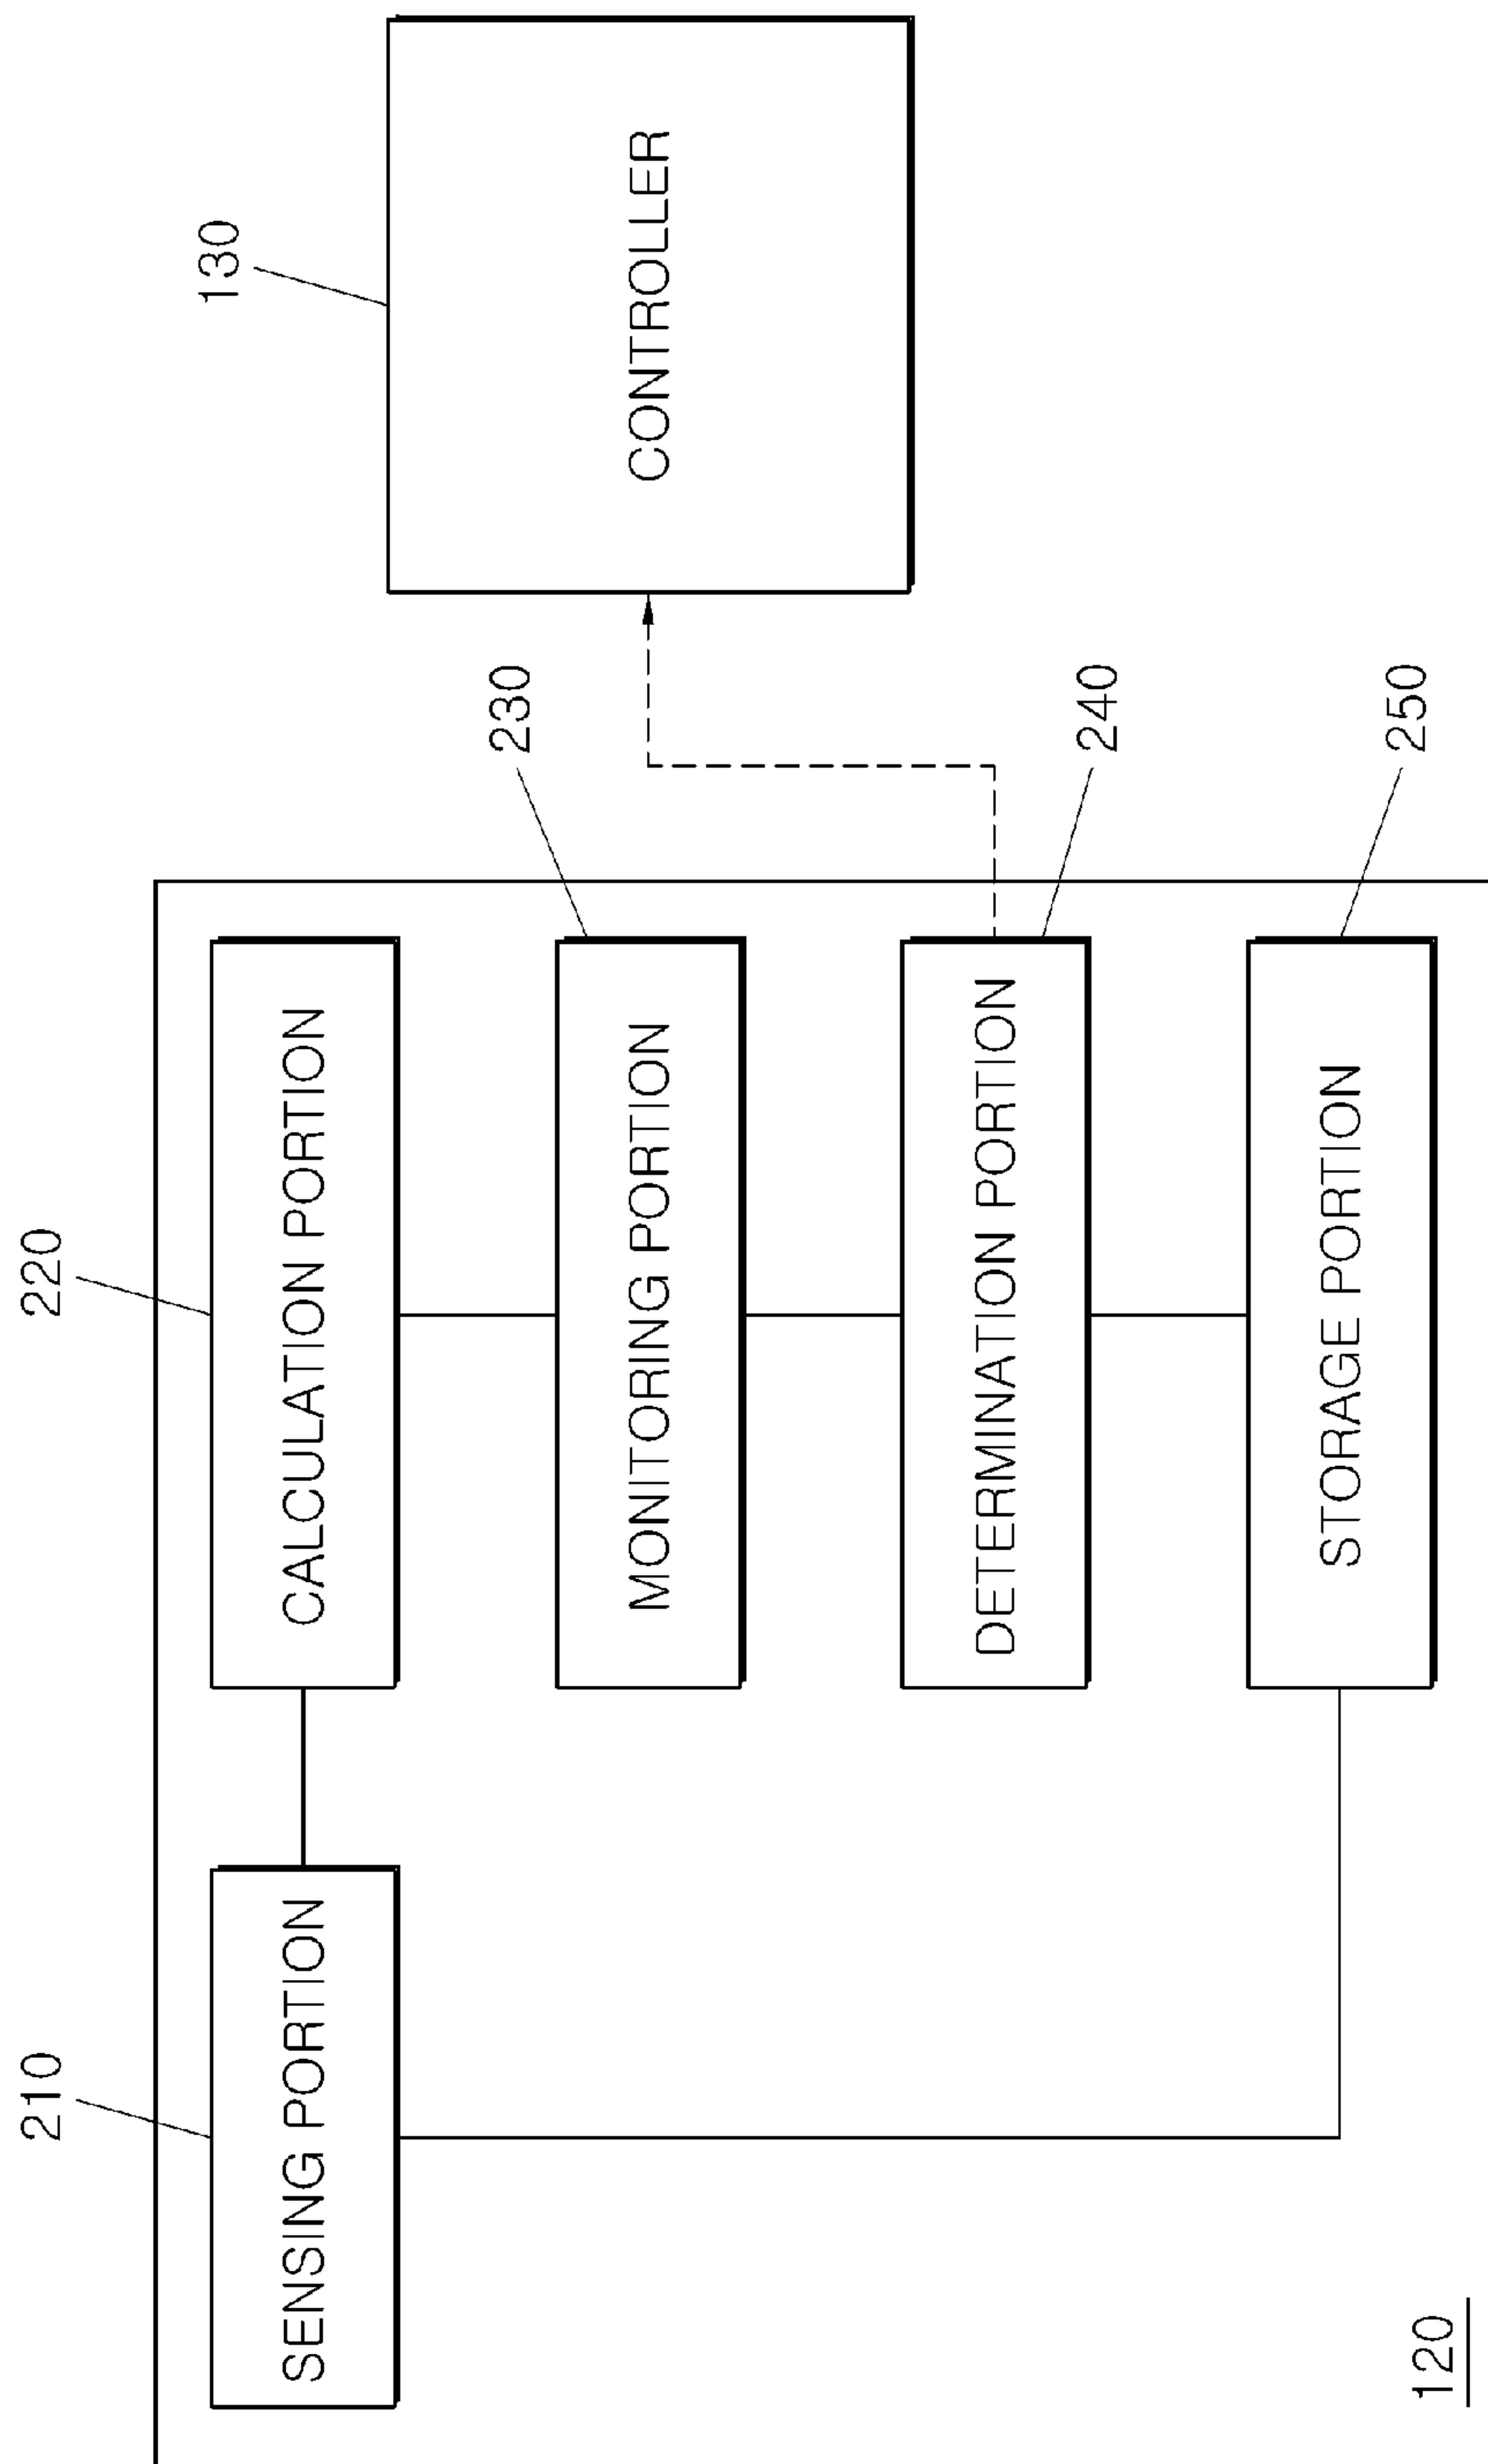 210
220
SENSING PORTION
CALCULATION PORTION
130
230
MONITORING PORTION
CONTROLLER
DETERMINATION PORTION
240
STORAGE PORTION
250
120